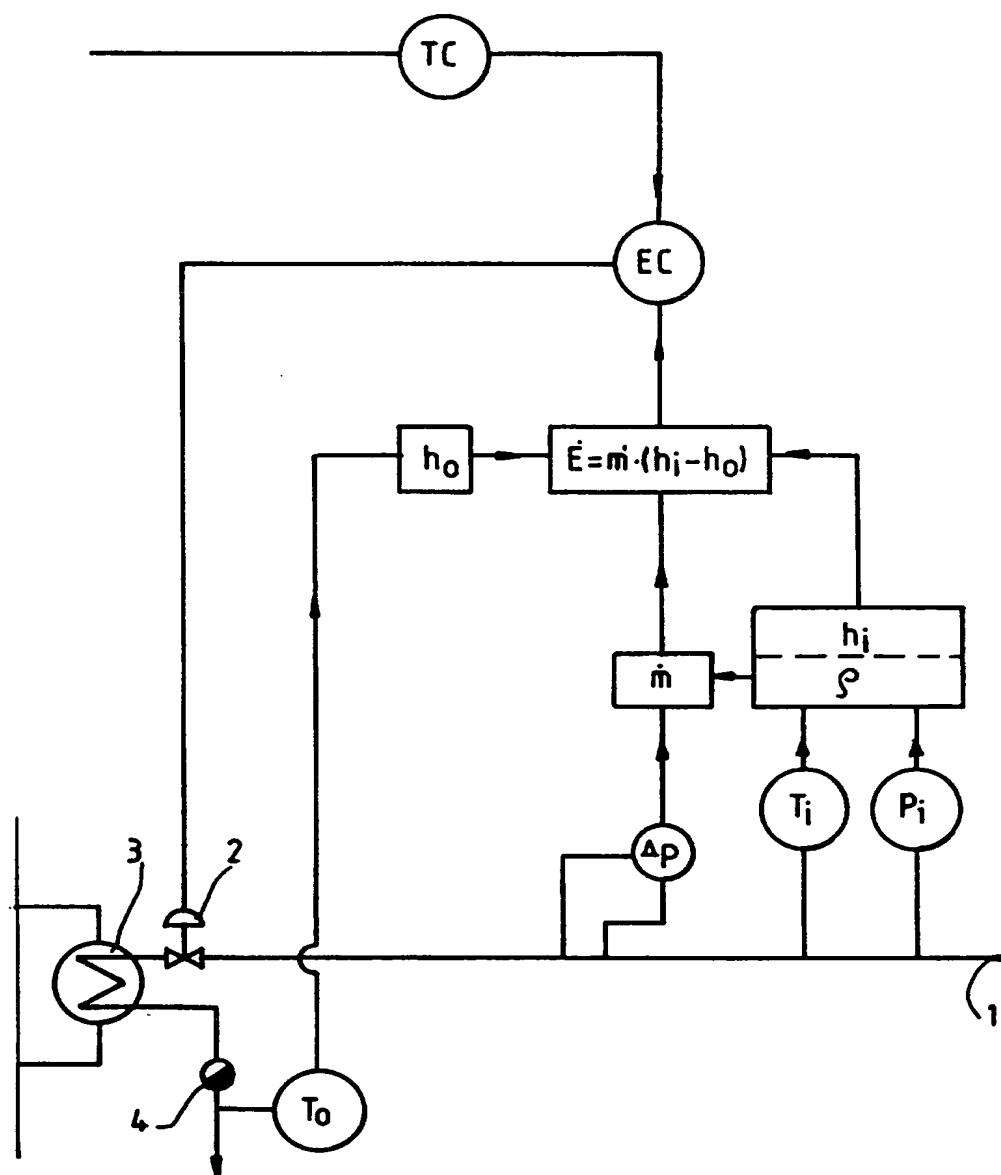 TC
EC
h₀
Ė=ṁ·(hᵢ-h₀)
hᵢ
ρ
ṁ
Tᵢ
Pᵢ
ΔP
3
2
1
4
T₀